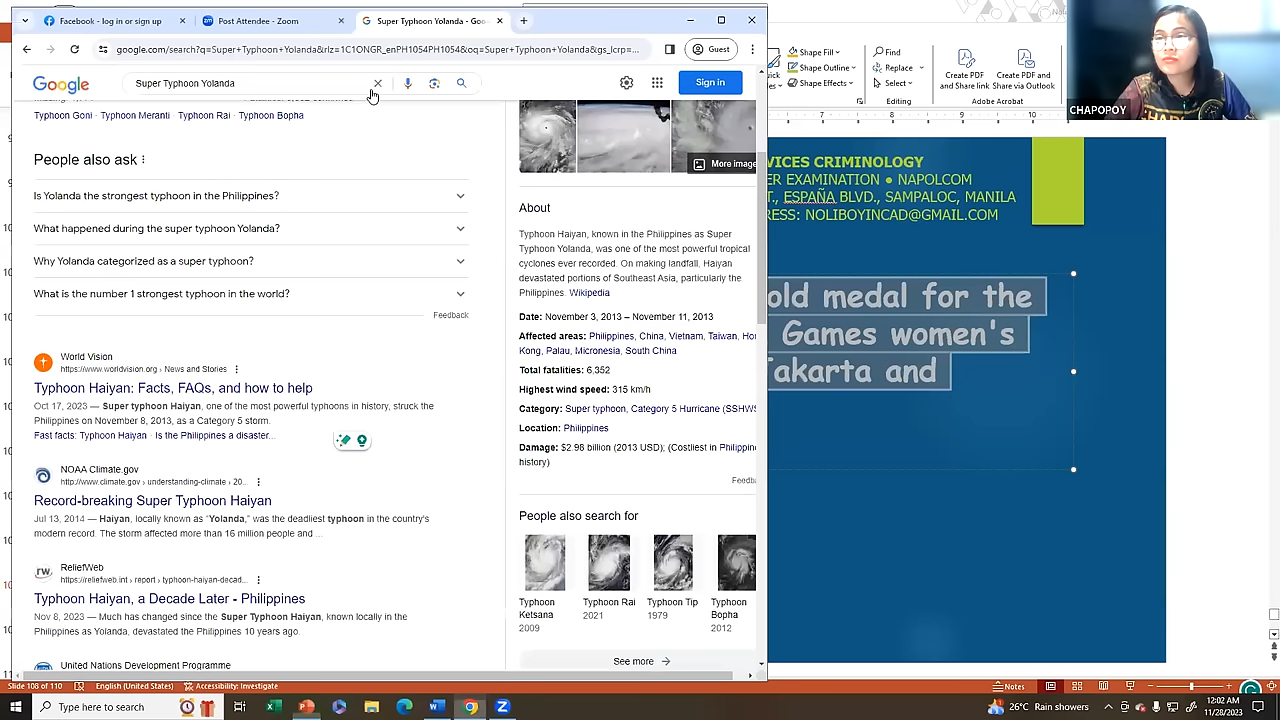 Facebook - log in or sign up
Post Attendee - Zoom
Super Typhoon Yolanda - Goo
google.com/search?q=Super+Typhoon+Yolanda&rlz=1C1ONGR_enPH1054PH1054&oq=Super+Typhoon+Yolanda&gs_lcrp=...
Guest
Google
Super Typhoon Yolanda
Sign in
Typhoon Goni · Typhoon Meranti · Typhoon Rai · Typhoon Bopha
People also ask
Is Yolanda the strongest typhoon in the Philippines?
What happened during the super typhoon Yolanda?
Why Yolanda categorized as a super typhoon?
What is the number 1 strongest typhoon in the world?
Feedback
World Vision
https://www.worldvision.org › News and Stories
Typhoon Haiyan: Facts, FAQs, and how to help
Oct 17, 2023 — Super typhoon Haiyan, one of the most powerful typhoons in history, struck the
Philippines on November 8, 2013, as a Category 5 storm.
Fast facts: Typhoon Haiyan · Is the Philippines a disaster...
NOAA Climate.gov
http://www.climate.gov › understanding-climate › 20...
Record-breaking Super Typhoon Haiyan
Jul 13, 2014 — Haiyan, locally known as "Yolanda," was the deadliest typhoon in the country's
modern record. The storm affected more than 16 million people and ...
rw.
ReliefWeb
https://reliefweb.int › report › typhoon-haiyan-decad...
Typhoon Haiyan, a Decade Later - Philippines
Nov 8, 2023 — Much has changed since the Super Typhoon Haiyan, known locally in the
Philippines as Yolanda, devastated the Philippines 10 years ago.
United Nations Development Programme
More image
About
Typhoon Haiyan, known in the Philippines as Super
Typhoon Yolanda, was one of the most powerful tropical
cyclones ever recorded. On making landfall, Haiyan
devastated portions of Southeast Asia, particularly the
Philippines. Wikipedia
Date: November 3, 2013 – November 11, 2013
Affected areas: Philippines, China, Vietnam, Taiwan, Ho
Kong, Palau, Micronesia, South China
Total fatalities: 6,352
Highest wind speed: 315 km/h
Category: Super typhoon, Category 5 Hurricane (SSHW
Location: Philippines
Damage: $2.98 billion (2013 USD); (Costliest in Philippin
history)
Feedba
People also search for
Typhoon Ketsana 2009
Typhoon Rai 2021
Typhoon Tip 1979
Typhoon Bopha 2012
See more
Shape Fill
Shape Outline
Shape Effects
Find
Replace
Select
Editing
Create PDF and Share link
Create PDF and Share via Outlook
Adobe Acrobat
CHAPOPOY
7 8 9 10
VICES CRIMINOLOGY
ER EXAMINATION ● NAPOLCOM
T., ESPAÑA BLVD., SAMPALOC, MANILA
RESS: NOLIBOYINCAD@GMAIL.COM
old medal for the
Games women's
Takarta and
Slide 108 of 110
English (United States)
Accessibility: Investigate
Notes
Type here to search
26°C Rain showers
12:02 AM
11/28/2023